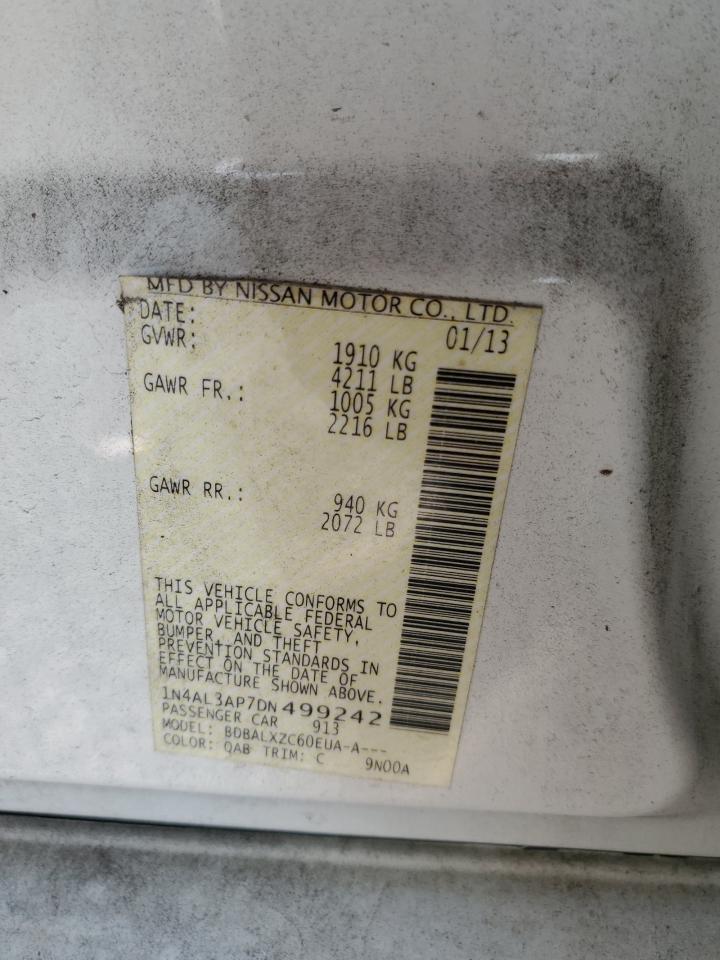 MFD BY NISSAN MOTOR CO., LTD.
DATE: 01/13
GVWR: 1910 KG
4211 LB
GAWR FR.: 1005 KG
2216 LB
GAWR RR.: 940 KG
2072 LB
THIS VEHICLE CONFORMS TO
ALL APPLICABLE FEDERAL
MOTOR VEHICLE SAFETY,
BUMPER, AND THEFT
PREVENTION STANDARDS IN
EFFECT ON THE DATE OF
MANUFACTURE SHOWN ABOVE.
1N4AL3AP7DN499242
PASSENGER CAR 913
MODEL: BDBALXZC60EUA-A---
COLOR: QAB TRIM: C 9N00A